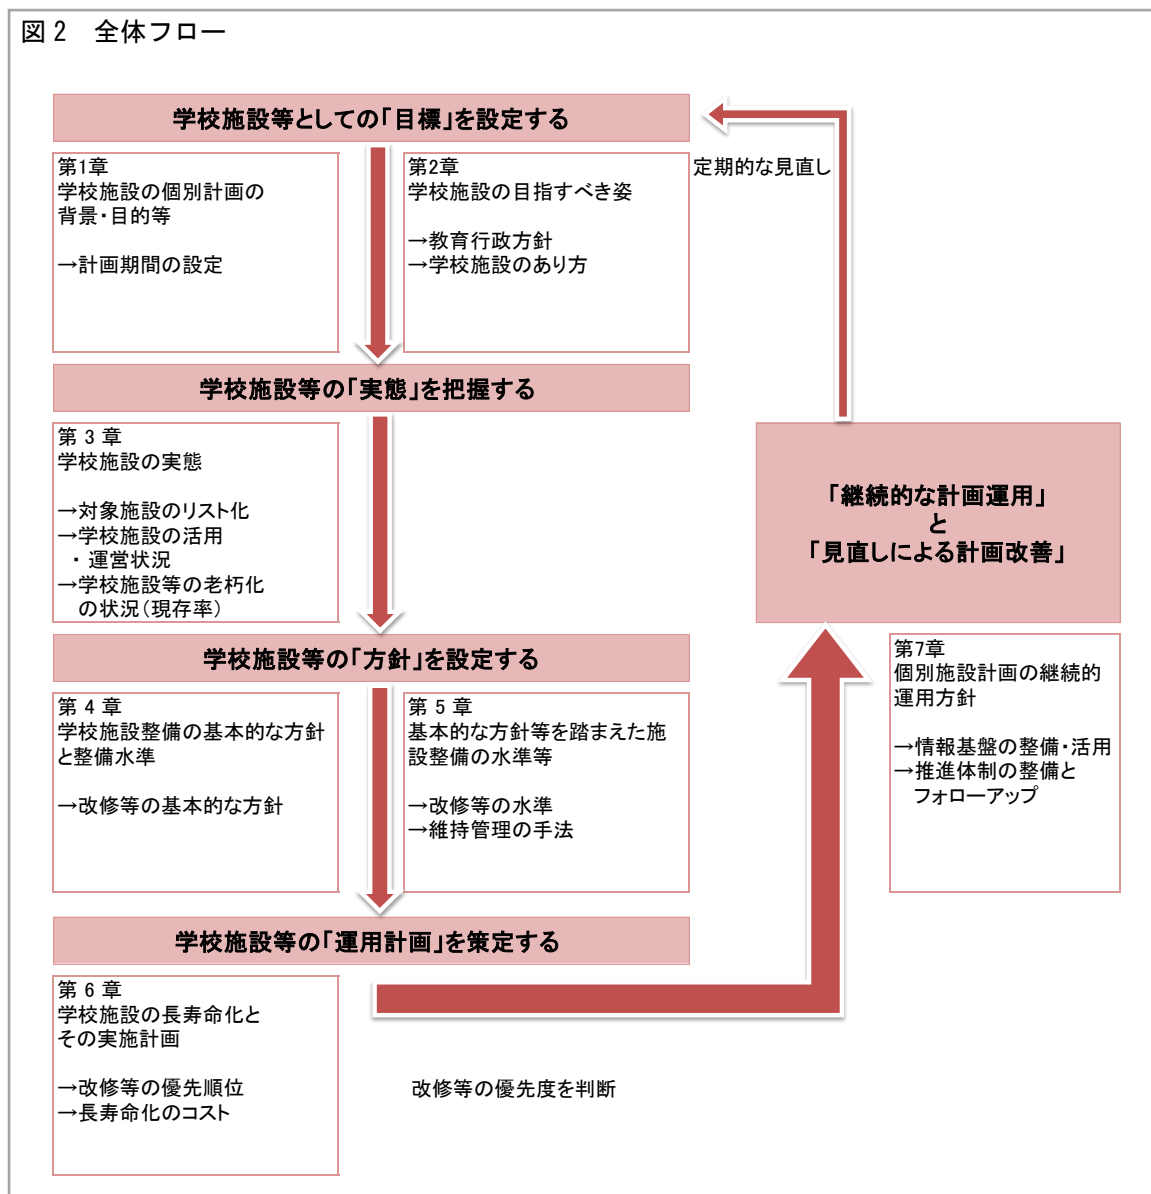 図２　全体フロー
学校施設等としての「目標」を設定する
第1章
学校施設の個別計画の
背景・目的等
→計画期間の設定
第2章
学校施設の目指すべき姿
→教育行政方針
→学校施設のあり方
定期的な見直し
学校施設等の「実態」を把握する
第３章
学校施設の実態
→対象施設のリスト化
→学校施設の活用
・運営状況
→学校施設等の老朽化
の状況（現存率）
学校施設等の「方針」を設定する
第４章
学校施設整備の基本的な方針
と整備水準
→改修等の基本的な方針
第５章
基本的な方針等を踏まえた施
設整備の水準等
→改修等の水準
→維持管理の手法
学校施設等の「運用計画」を策定する
第６章
学校施設の長寿命化と
その実施計画
→改修等の優先順位
→長寿命化のコスト
改修等の優先度を判断
「継続的な計画運用」
と
「見直しによる計画改善」
第7章
個別施設計画の継続的
運用方針
→情報基盤の整備・活用
→推進体制の整備と
フォローアップ